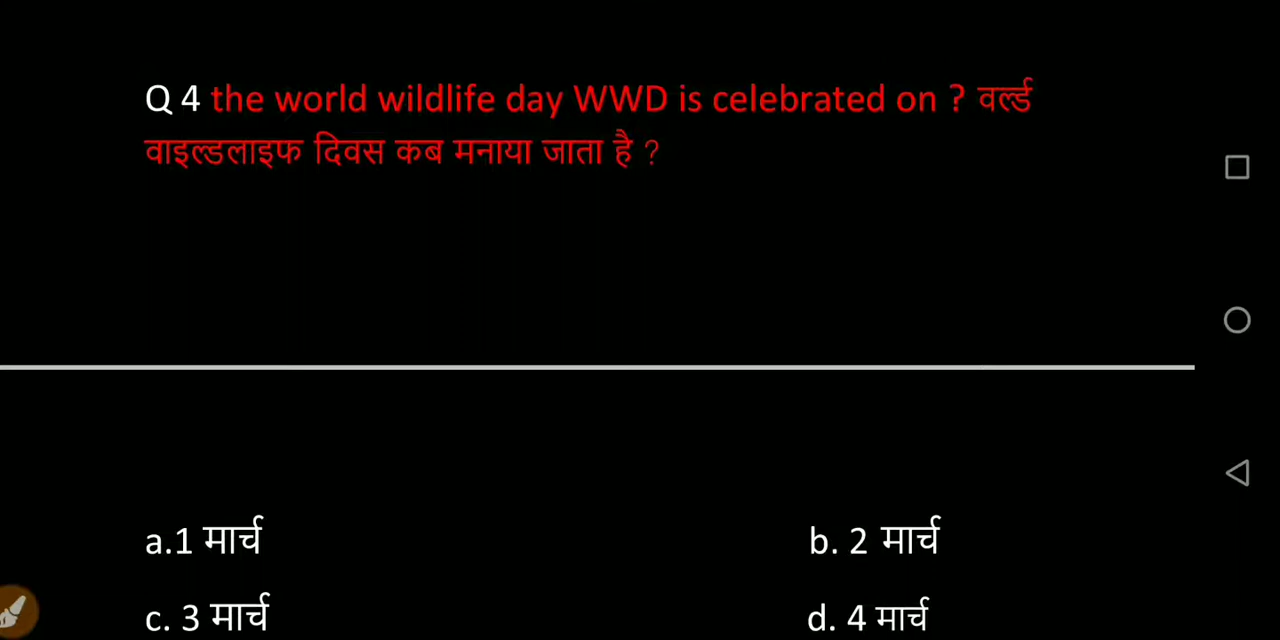 Q 4 the world wildlife day WWD is celebrated on ? वर्ल्ड
वाइल्डलाइफ दिवस कब मनाया जाता है ?
a.1 मार्च
b. 2 मार्च
c. 3 मार्च
d. 4 मार्च